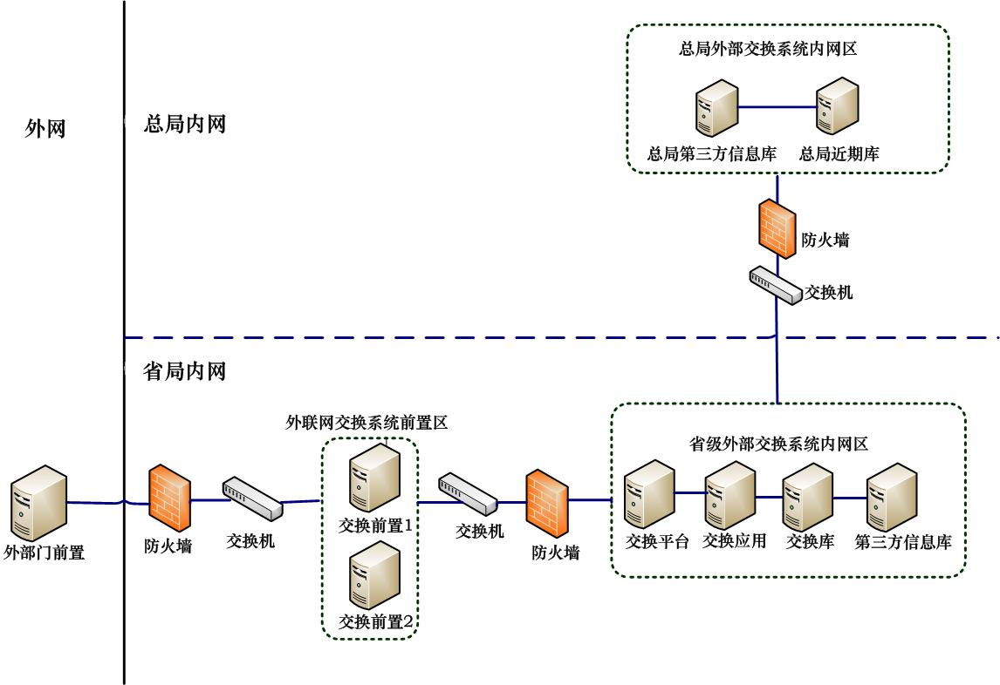 总局外部交换系统内网区
外网
总局内网
总局第三方信息库
总局近期库
防火墙
交换机
省局内网
外联网交换系统前置区
省级外部交换系统内网区
交换前置1
外部门前置
防火墙
交换机
交换机
防火墙
交换平台
交换应用
交换库
第三方信息库
交换前置2